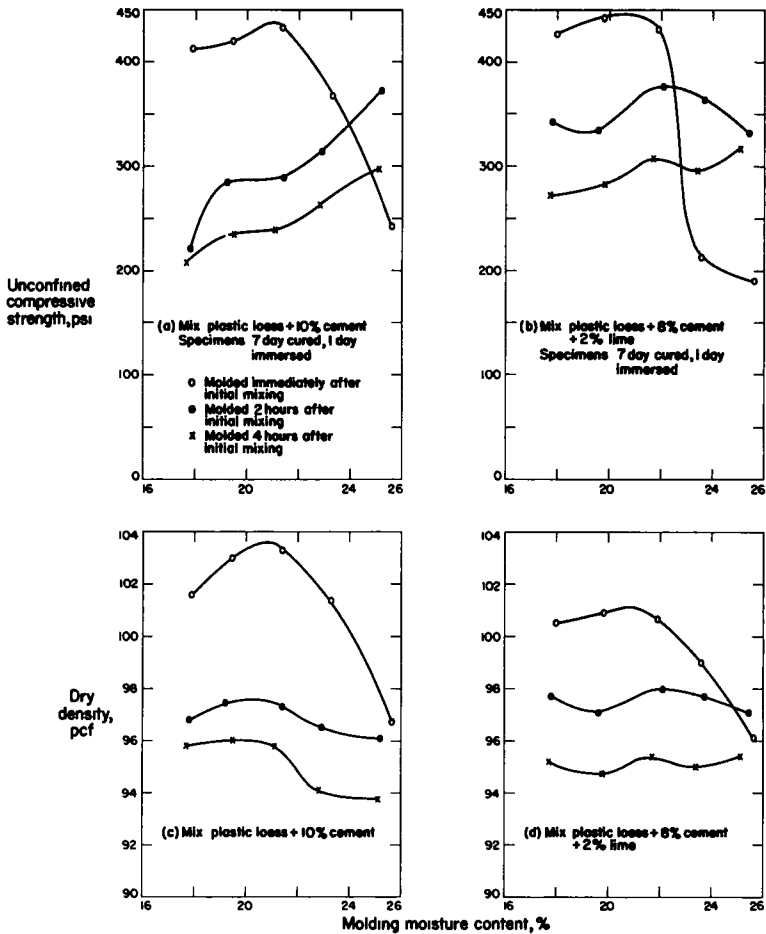 450
400
300
200
100
0
16 20 24 26
Unconfined
compressive
strength, psi
(a) Mix plastic loess + 10% cement
Specimens 7 day cured, 1 day
immersed
o Molded immediately after
initial mixing
● Molded 2 hours after
initial mixing
x Molded 4 hours after
initial mixing
450
400
300
200
100
0
16 20 24 26
(b) Mix plastic loess + 8% cement
+ 2% lime
Specimens 7 day cured, 1 day
immersed
104
102
100
98
96
94
92
90
16 20 24 26
Dry
density,
pcf
(c) Mix plastic loess + 10% cement
104
102
100
98
96
94
92
90
16 20 24 26
(d) Mix plastic loess + 8% cement
+ 2% lime
Molding moisture content, %